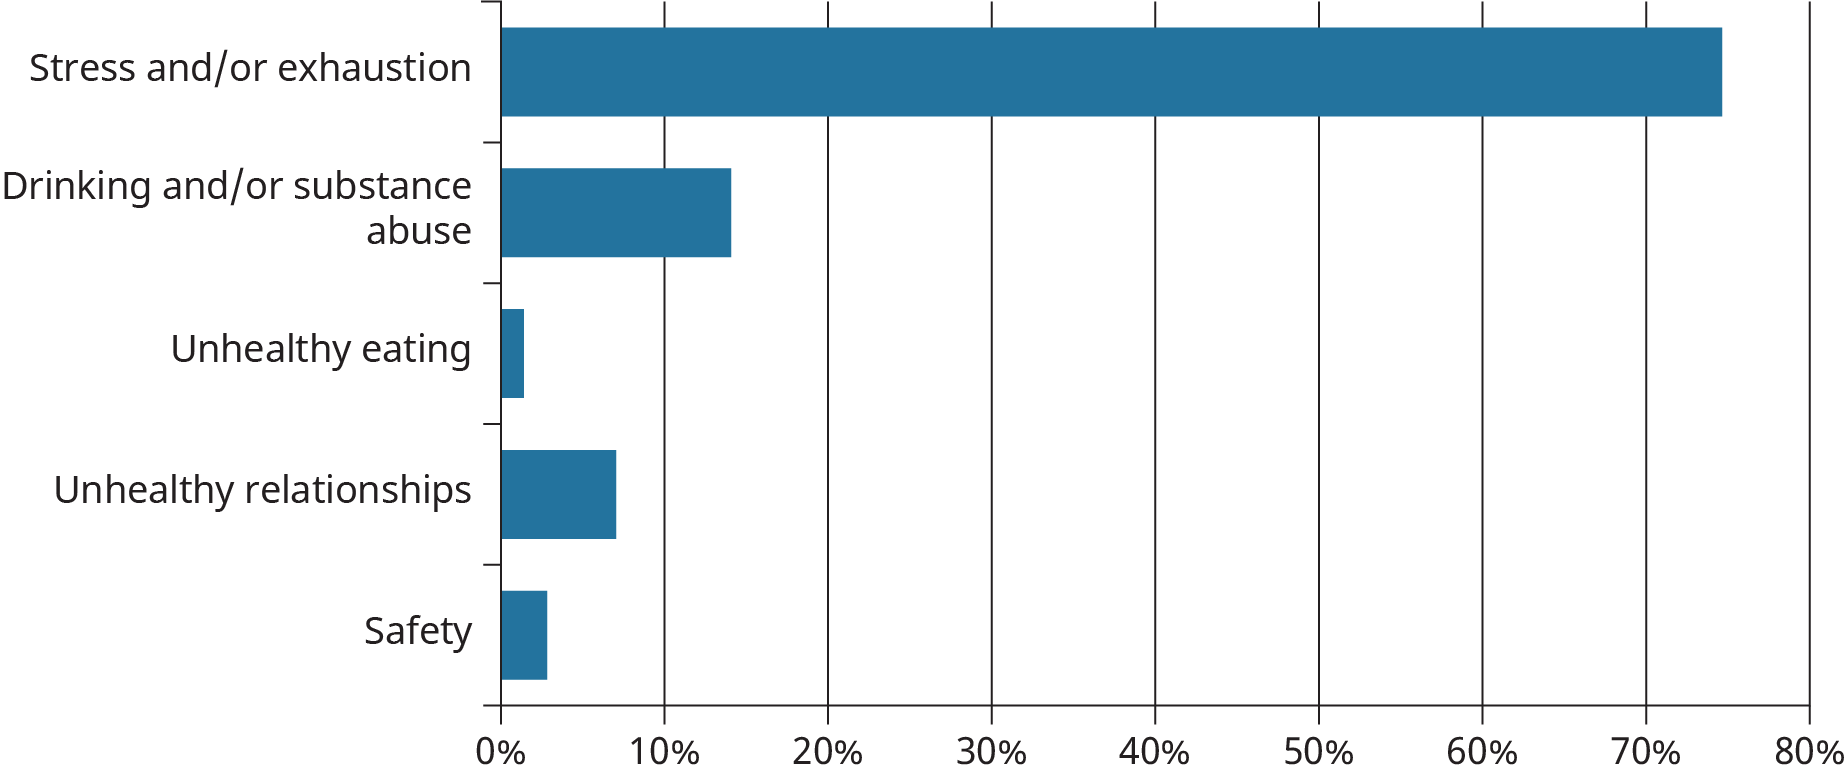 Stress and/or exhaustion
Drinking and/or substance
abuse
Unhealthy eating
Unhealthy relationships
Safety
0% 10% 20% 30% 40% 50% 60% 70% 80%